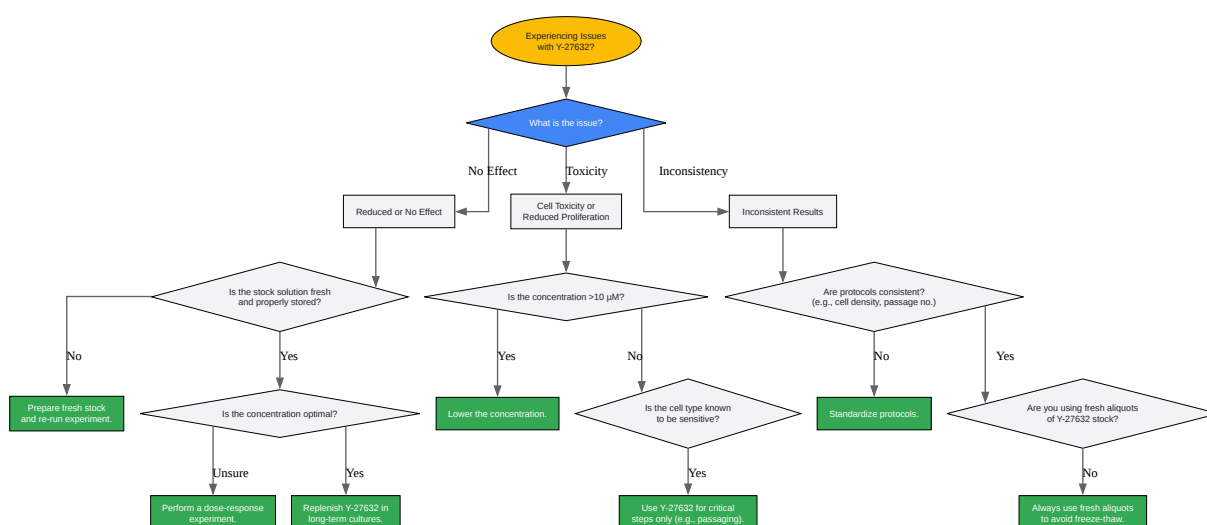 Experiencing Issues
with Y-27632?
What is the issue?
No Effect
Toxicity
Inconsistency
Reduced or No Effect
Cell Toxicity or
Reduced Proliferation
Inconsistent Results
Is the stock solution fresh
and properly stored?
Is the concentration >10 µM?
Are protocols consistent?
(e.g., cell density, passage no.)
No
Yes
Yes
No
No
Yes
Prepare fresh stock
and re-run experiment.
Is the concentration optimal?
Lower the concentration.
Is the cell type known
to be sensitive?
Standardize protocols.
Are you using fresh aliquots
of Y-27632 stock?
Unsure
Yes
Yes
No
Perform a dose-response
experiment.
Replenish Y-27632 in
long-term cultures.
Use Y-27632 for critical
steps only (e.g., passaging).
Always use fresh aliquots
to avoid freeze-thaw.